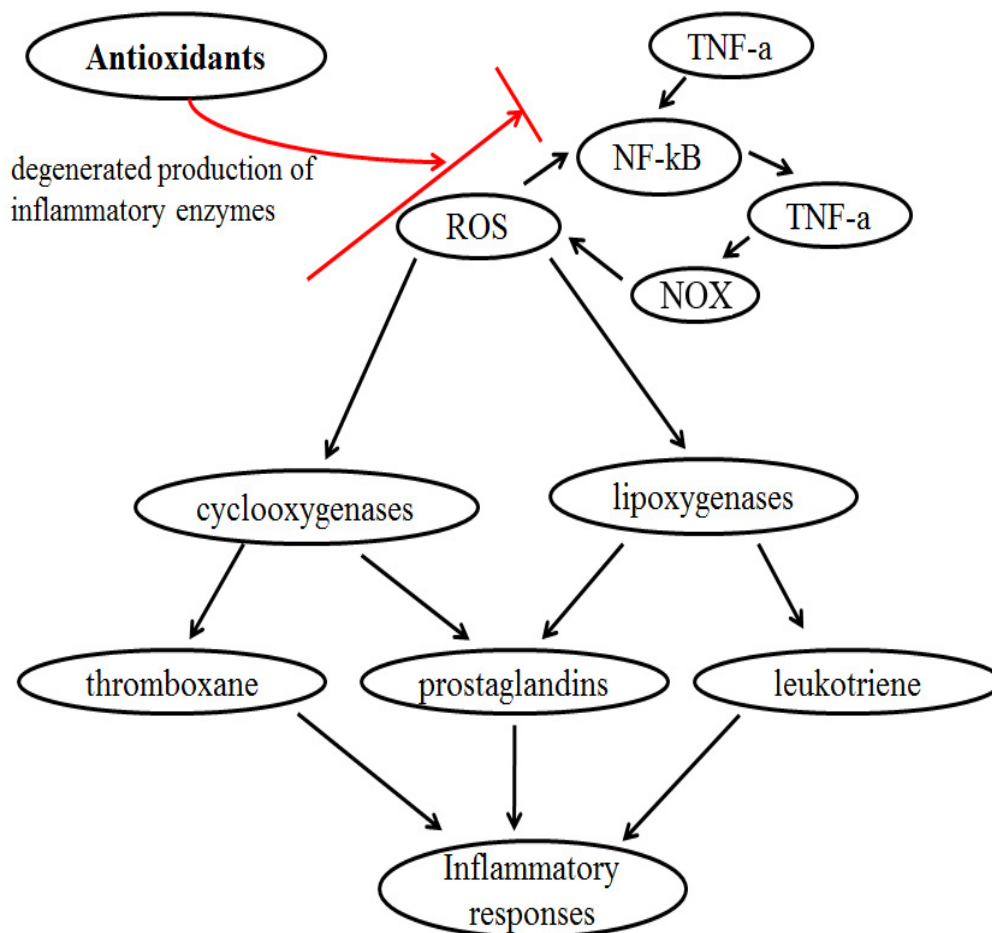 Antioxidants
TNF-a
NF-kB
degenerated production of
inflammatory enzymes
TNF-a
ROS
NOX
cyclooxygenases
lipoxygenases
thromboxane
prostaglandins
leukotriene
Inflammatory
responses